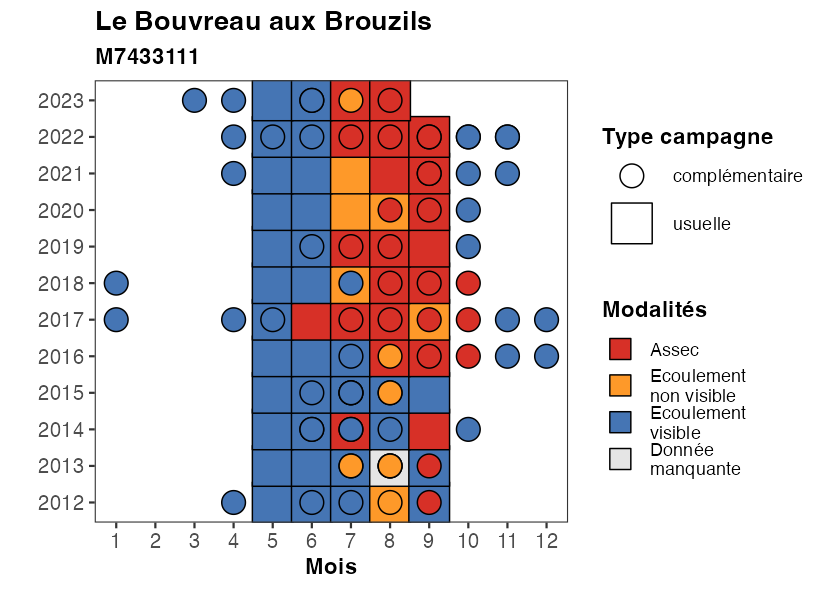 Le Bouvreau aux Brouzils
M7433111
2023
2022
2021
2020
2019
2018
2017
2016
2015
2014
2013
2012
1 2 3 4 5 6 7 8 9 10 11 12
Mois
Type campagne
complémentaire
usuelle
Modalités
Assec
Ecoulement
non visible
Ecoulement
visible
Donnée
manquante